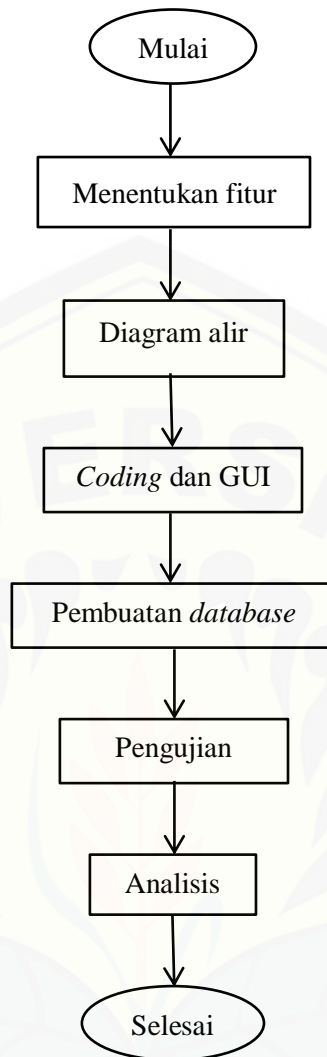 Mulai
Menentukan fitur
Diagram alir
Coding dan GUI
Pembuatan database
Pengujian
Analisis
Selesai